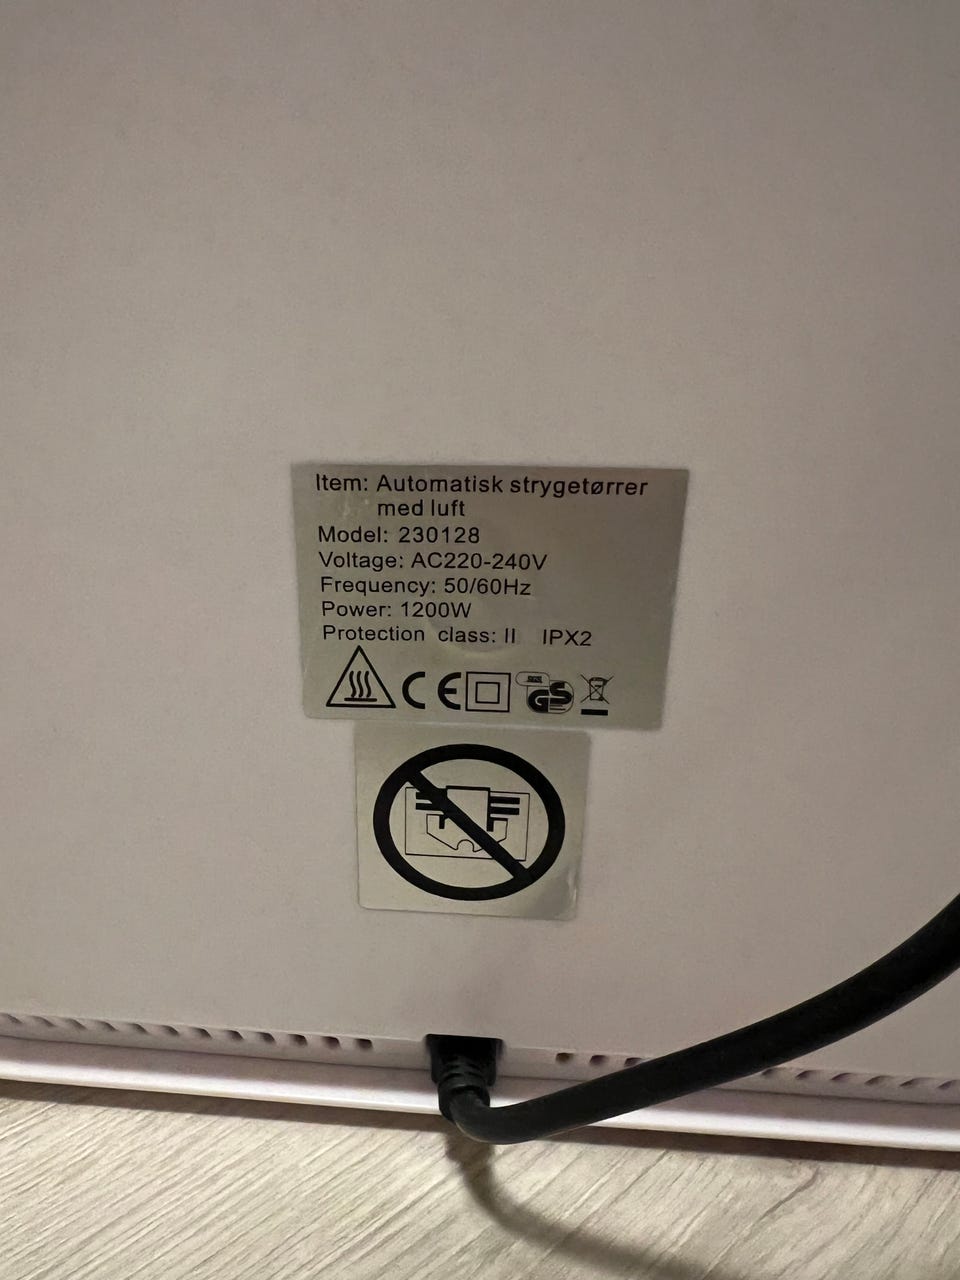 Item: Automatisk strygetørrer
med luft
Model: 230128
Voltage: AC220-240V
Frequency: 50/60Hz
Power: 1200W
Protection class: II IPX2
CE SGS GS